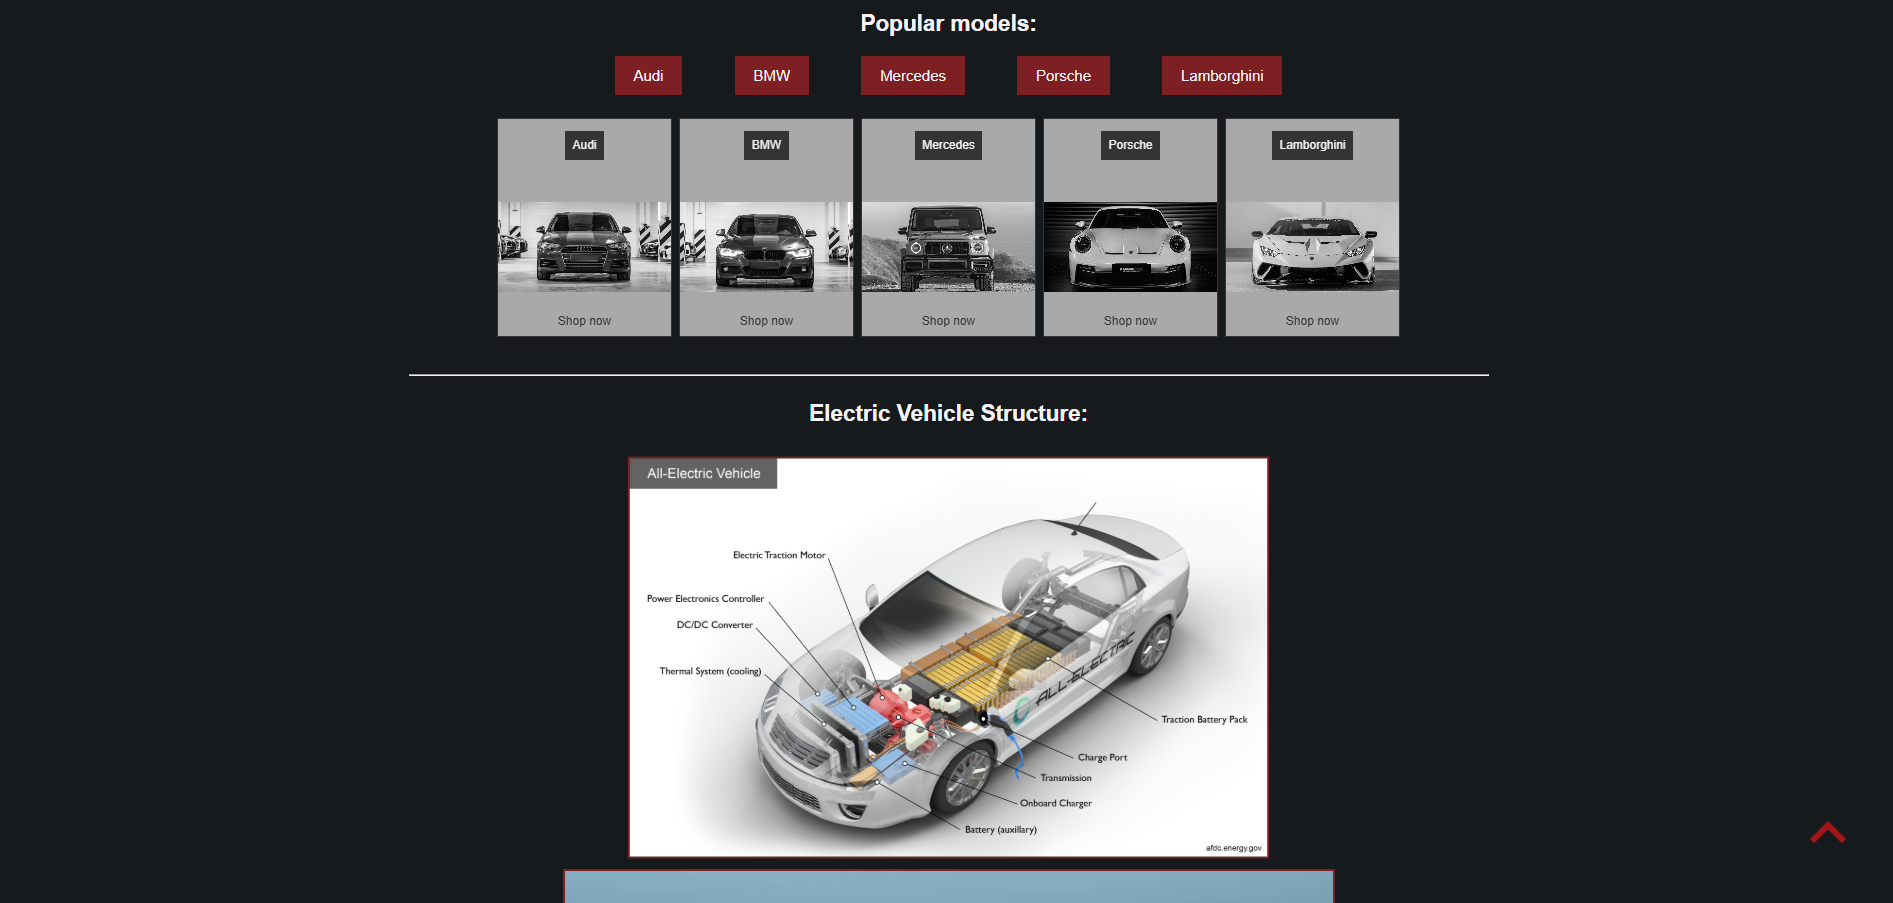 Popular models:
Audi BMW Mercedes Porsche Lamborghini
Audi BMW Mercedes Porsche Lamborghini
Shop now Shop now Shop now Shop now Shop now
Electric Vehicle Structure:
All-Electric Vehicle
Electric Traction Motor
Power Electronics Controller
DC/DC Converter
Thermal System (cooling)
ALL-ELECTRIC
Traction Battery Pack
Charge Port
Transmission
Onboard Charger
Battery (auxillary)
afdc.energy.gov